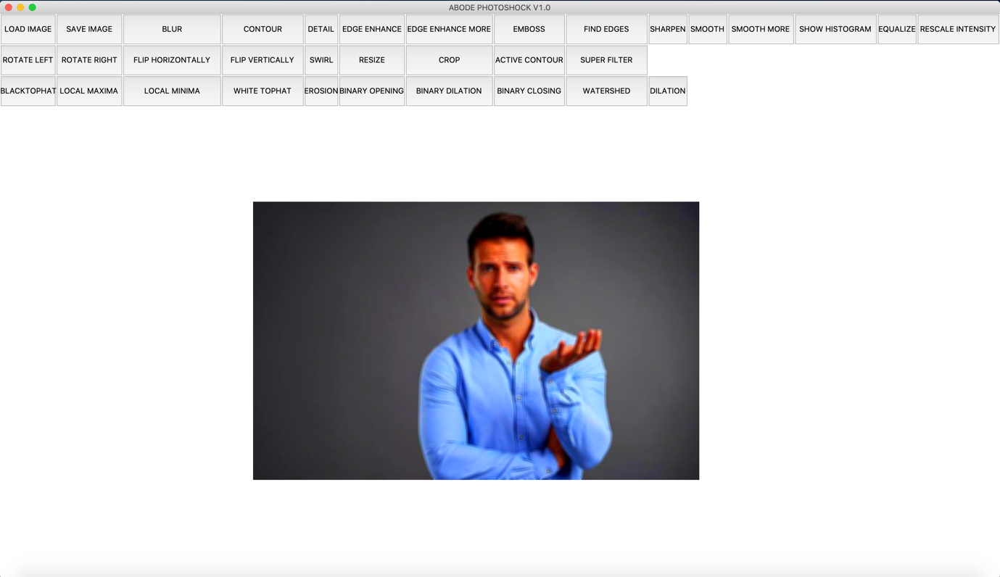 ABODE PHOTOSHOCK V1.0
LOAD IMAGE SAVE IMAGE BLUR CONTOUR DETAIL EDGE ENHANCE EDGE ENHANCE MORE EMBOSS FIND EDGES SHARPEN SMOOTH SMOOTH MORE SHOW HISTOGRAM EQUALIZE RESCALE INTENSITY
ROTATE LEFT ROTATE RIGHT FLIP HORIZONTALLY FLIP VERTICALLY SWIRL RESIZE CROP ACTIVE CONTOUR SUPER FILTER
BLACKTOPHAT LOCAL MAXIMA LOCAL MINIMA WHITE TOPHAT EROSION BINARY OPENING BINARY DILATION BINARY CLOSING WATERSHED DILATION